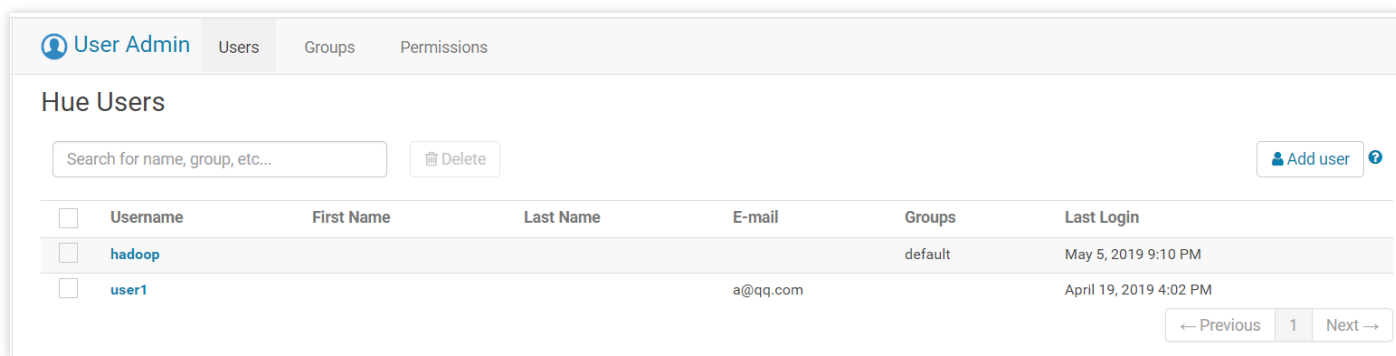 User Admin Users Groups Permissions
Hue Users
Search for name, group, etc... Delete Add user ?
Username First Name Last Name E-mail Groups Last Login
hadoop default May 5, 2019 9:10 PM
user1 a@qq.com April 19, 2019 4:02 PM
← Previous 1 Next →